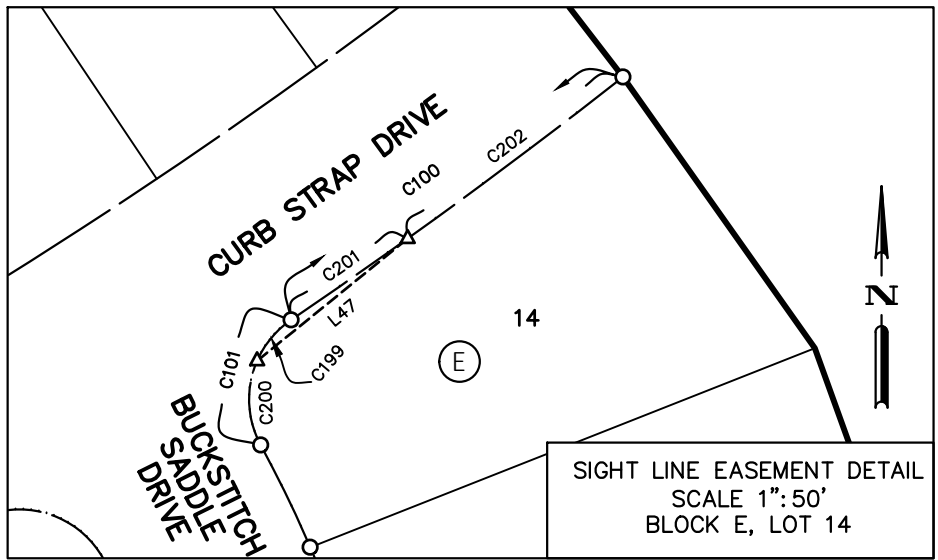 CURB STRAP DRIVE
C202
C100
C201
L47
C199
C101
C200
14
E
N
BUCKSTITCH
SADDLE
DRIVE
SIGHT LINE EASEMENT DETAIL
SCALE 1":50'
BLOCK E, LOT 14